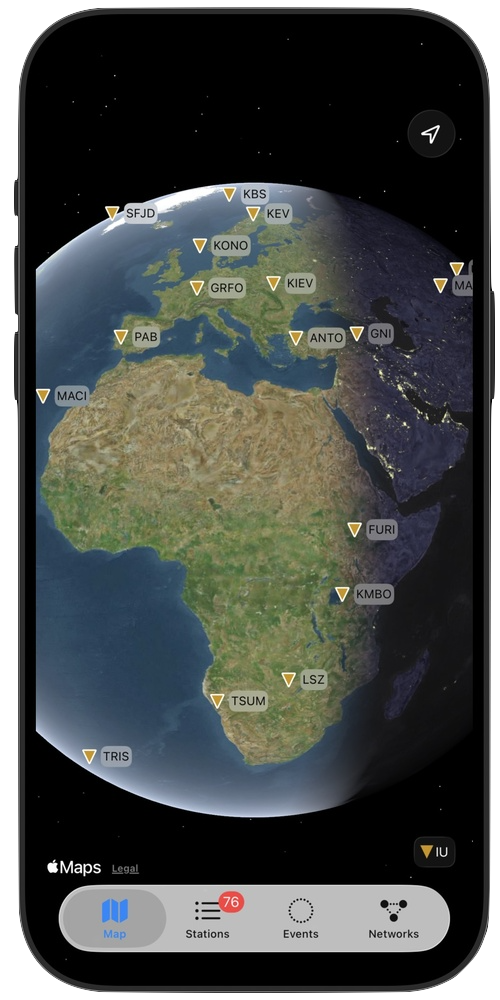 KBS
SFJD
KEV
KONO
GRFO
KIEV
MA
PAB
ANTO
GNI
MACI
FURI
KMBO
LSZ
TSUM
TRIS
IU
Maps Legal
76
Map
Stations
Events
Networks